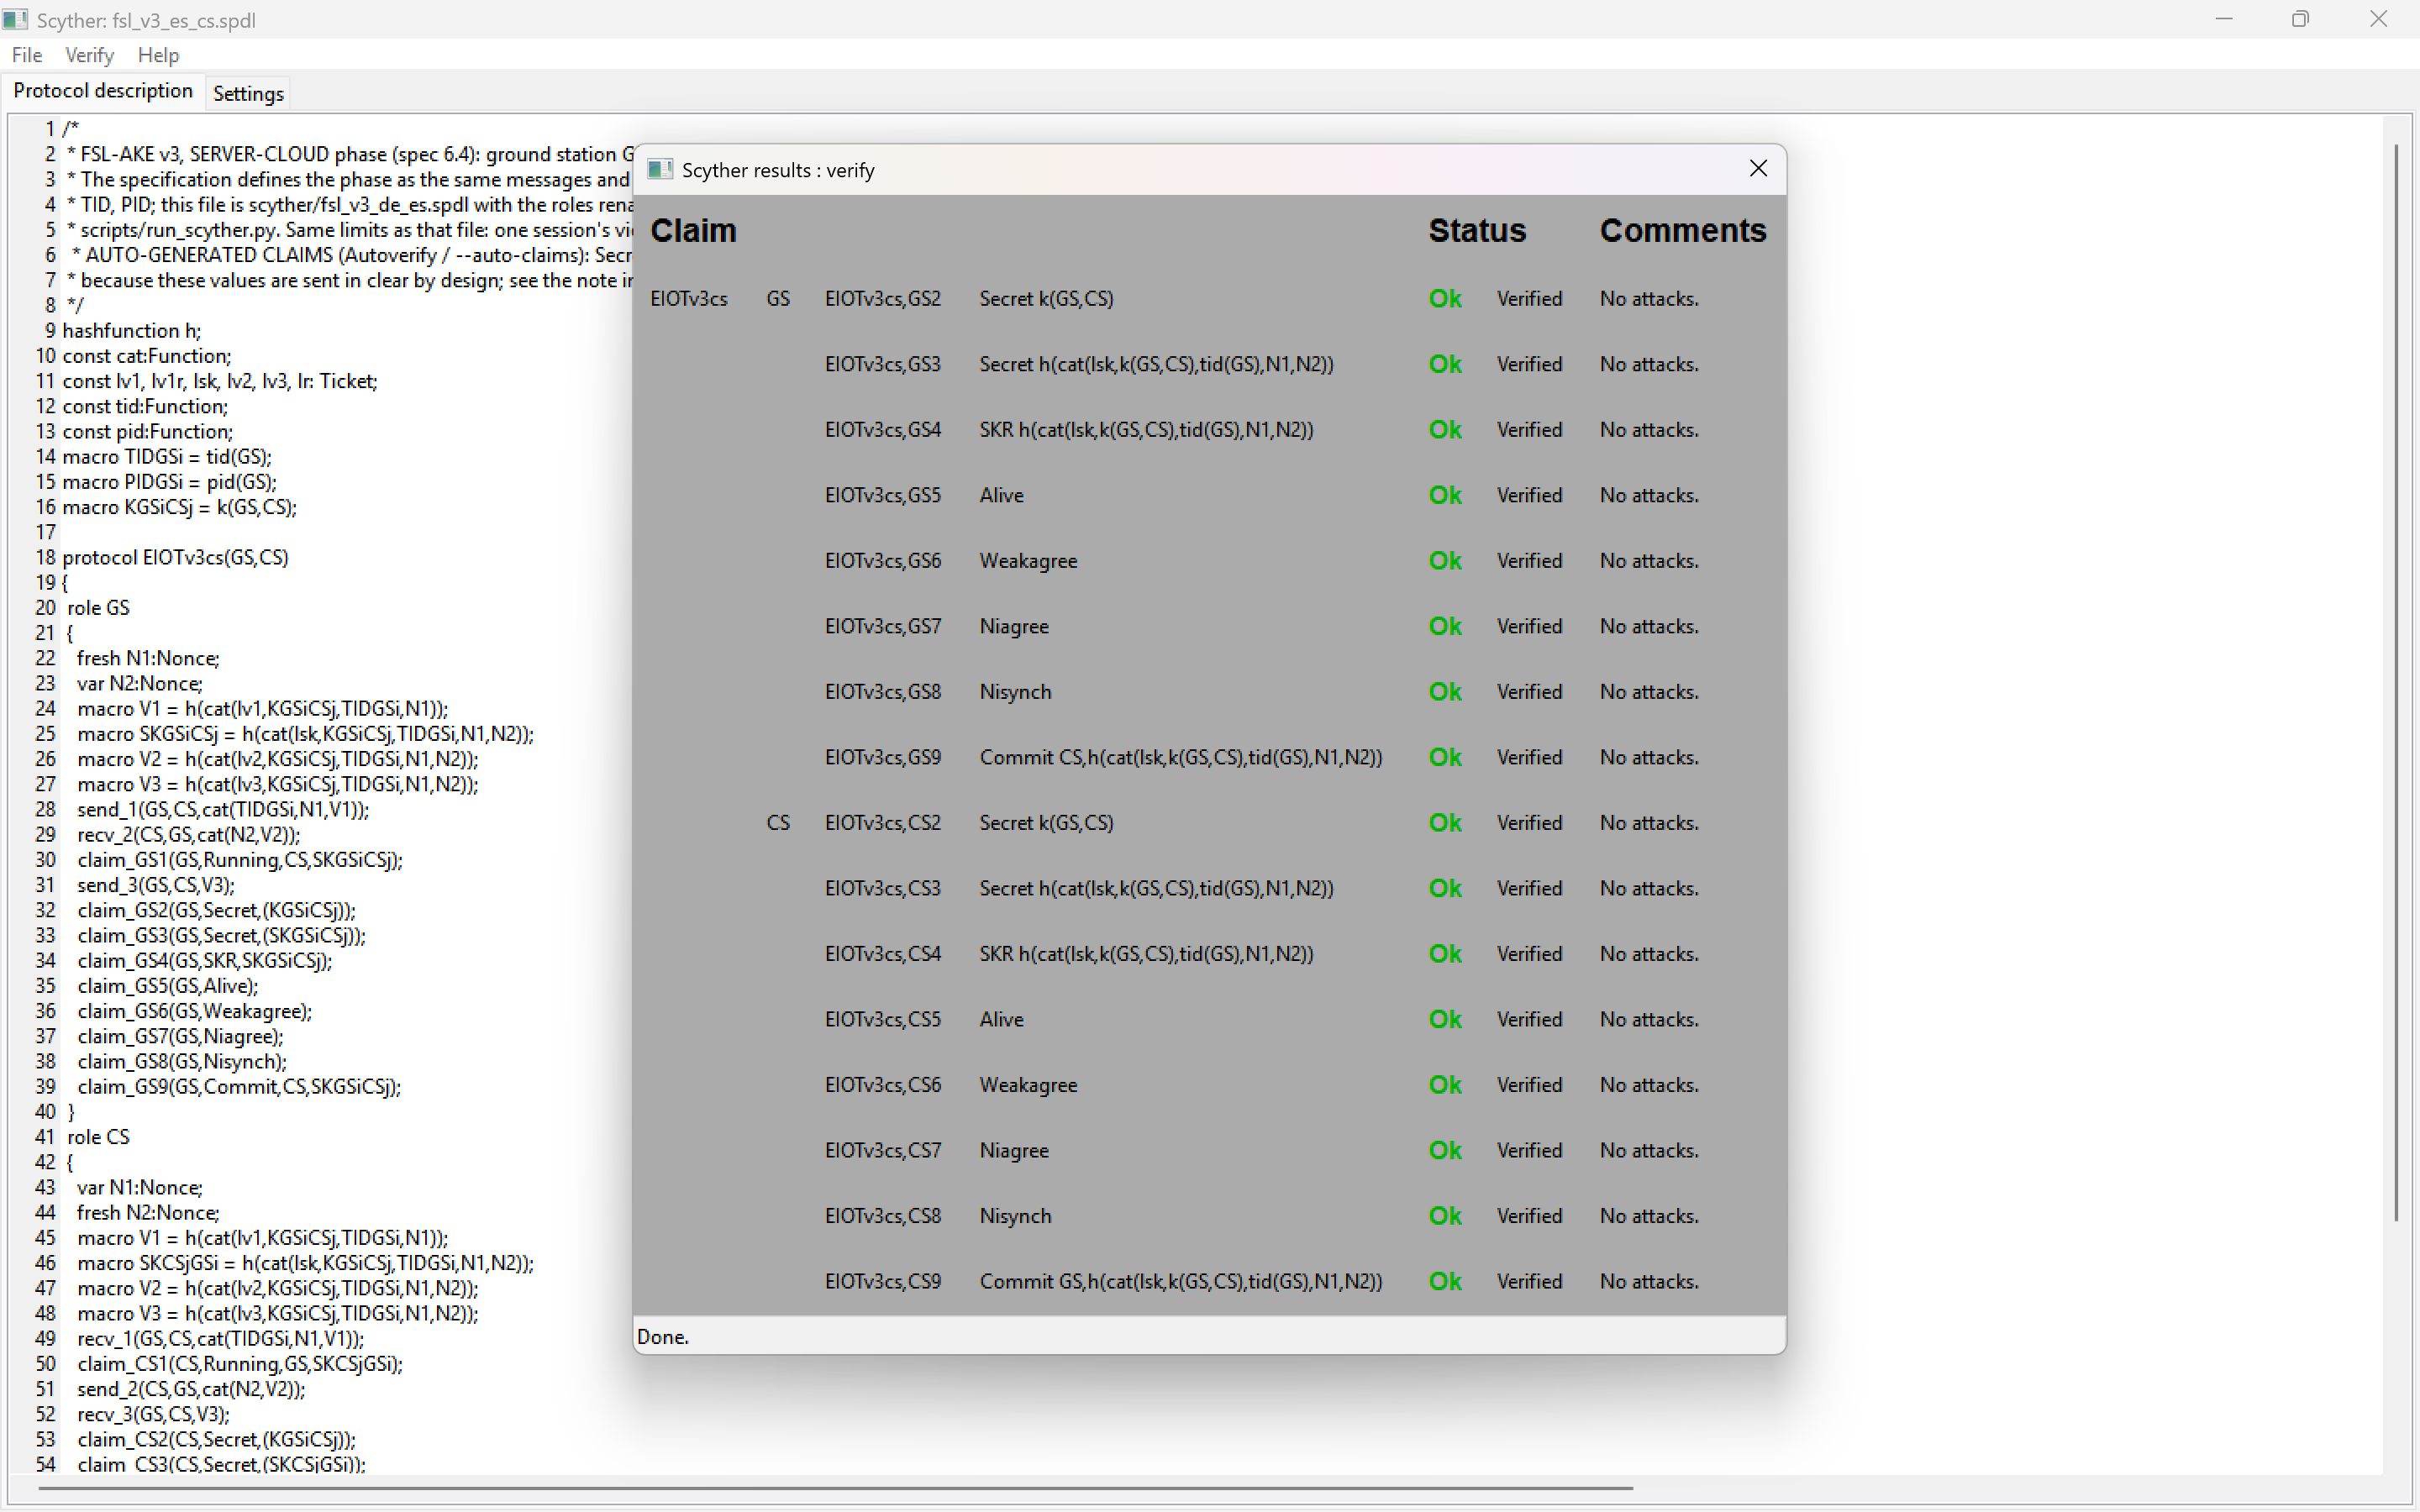 Scyther: fsl_v3_es_cs.spdl
File Verify Help
Protocol description Settings
1 /*
2 * FSL-AKE v3, SERVER-CLOUD phase (spec 6.4): ground station
3 * The specification defines the phase as the same messages and
4 * TID, PID; this file is scyther/fsl_v3_de_es.spdl with the roles
5 * scripts/run_scyther.py. Same limits as that file: one session's
6 * AUTO-GENERATED CLAIMS (Autoverify / --auto-claims):
7 * because these values are sent in clear by design; see the note
8 */
9 hashfunction h;
10 const cat:Function;
11 const lv1, lv1r, lsk, lv2, lv3, lr: Ticket;
12 const tid:Function;
13 const pid:Function;
14 macro TIDGSi = tid(GS);
15 macro PIDGSi = pid(GS);
16 macro KGSiCSj = k(GS,CS);
17
18 protocol EIOTv3cs(GS,CS)
19 {
20 role GS
21 {
22 fresh N1:Nonce;
23 var N2:Nonce;
24 macro V1 = h(cat(lv1,KGSiCSj,TIDGSi,N1));
25 macro SKGSiCSj = h(cat(lsk,KGSiCSj,TIDGSi,N1,N2));
26 macro V2 = h(cat(lv2,KGSiCSj,TIDGSi,N1,N2));
27 macro V3 = h(cat(lv3,KGSiCSj,TIDGSi,N1,N2));
28 send_1(GS,CS,cat(TIDGSi,N1,V1));
29 recv_2(CS,GS,cat(N2,V2));
30 claim_GS1(GS,Running,CS,SKGSiCSj);
31 send_3(GS,CS,V3);
32 claim_GS2(GS,Secret,(KGSiCSj));
33 claim_GS3(GS,Secret,(SKGSiCSj));
34 claim_GS4(GS,SKR,SKGSiCSj);
35 claim_GS5(GS,Alive);
36 claim_GS6(GS,Weakagree);
37 claim_GS7(GS,Niagree);
38 claim_GS8(GS,Nisynch);
39 claim_GS9(GS,Commit,CS,SKGSiCSj);
40 }
41 role CS
42 {
43 var N1:Nonce;
44 fresh N2:Nonce;
45 macro V1 = h(cat(lv1,KGSiCSj,TIDGSi,N1));
46 macro SKCSjGSi = h(cat(lsk,KGSiCSj,TIDGSi,N1,N2));
47 macro V2 = h(cat(lv2,KGSiCSj,TIDGSi,N1,N2));
48 macro V3 = h(cat(lv3,KGSiCSj,TIDGSi,N1,N2));
49 recv_1(GS,CS,cat(TIDGSi,N1,V1));
50 claim_CS1(CS,Running,GS,SKCSjGSi);
51 send_2(CS,GS,cat(N2,V2));
52 recv_3(GS,CS,V3);
53 claim_CS2(CS,Secret,(KGSiCSj));
54 claim_CS3(CS,Secret,(SKCSjGSi));
Scyther results : verify
Claim Status Comments
EIOTv3cs GS EIOTv3cs,GS2 Secret k(GS,CS) Ok Verified No attacks.
EIOTv3cs,GS3 Secret h(cat(lsk,k(GS,CS),tid(GS),N1,N2)) Ok Verified No attacks.
EIOTv3cs,GS4 SKR h(cat(lsk,k(GS,CS),tid(GS),N1,N2)) Ok Verified No attacks.
EIOTv3cs,GS5 Alive Ok Verified No attacks.
EIOTv3cs,GS6 Weakagree Ok Verified No attacks.
EIOTv3cs,GS7 Niagree Ok Verified No attacks.
EIOTv3cs,GS8 Nisynch Ok Verified No attacks.
EIOTv3cs,GS9 Commit CS,h(cat(lsk,k(GS,CS),tid(GS),N1,N2)) Ok Verified No attacks.
CS EIOTv3cs,CS2 Secret k(GS,CS) Ok Verified No attacks.
EIOTv3cs,CS3 Secret h(cat(lsk,k(GS,CS),tid(GS),N1,N2)) Ok Verified No attacks.
EIOTv3cs,CS4 SKR h(cat(lsk,k(GS,CS),tid(GS),N1,N2)) Ok Verified No attacks.
EIOTv3cs,CS5 Alive Ok Verified No attacks.
EIOTv3cs,CS6 Weakagree Ok Verified No attacks.
EIOTv3cs,CS7 Niagree Ok Verified No attacks.
EIOTv3cs,CS8 Nisynch Ok Verified No attacks.
EIOTv3cs,CS9 Commit GS,h(cat(lsk,k(GS,CS),tid(GS),N1,N2)) Ok Verified No attacks.
Done.